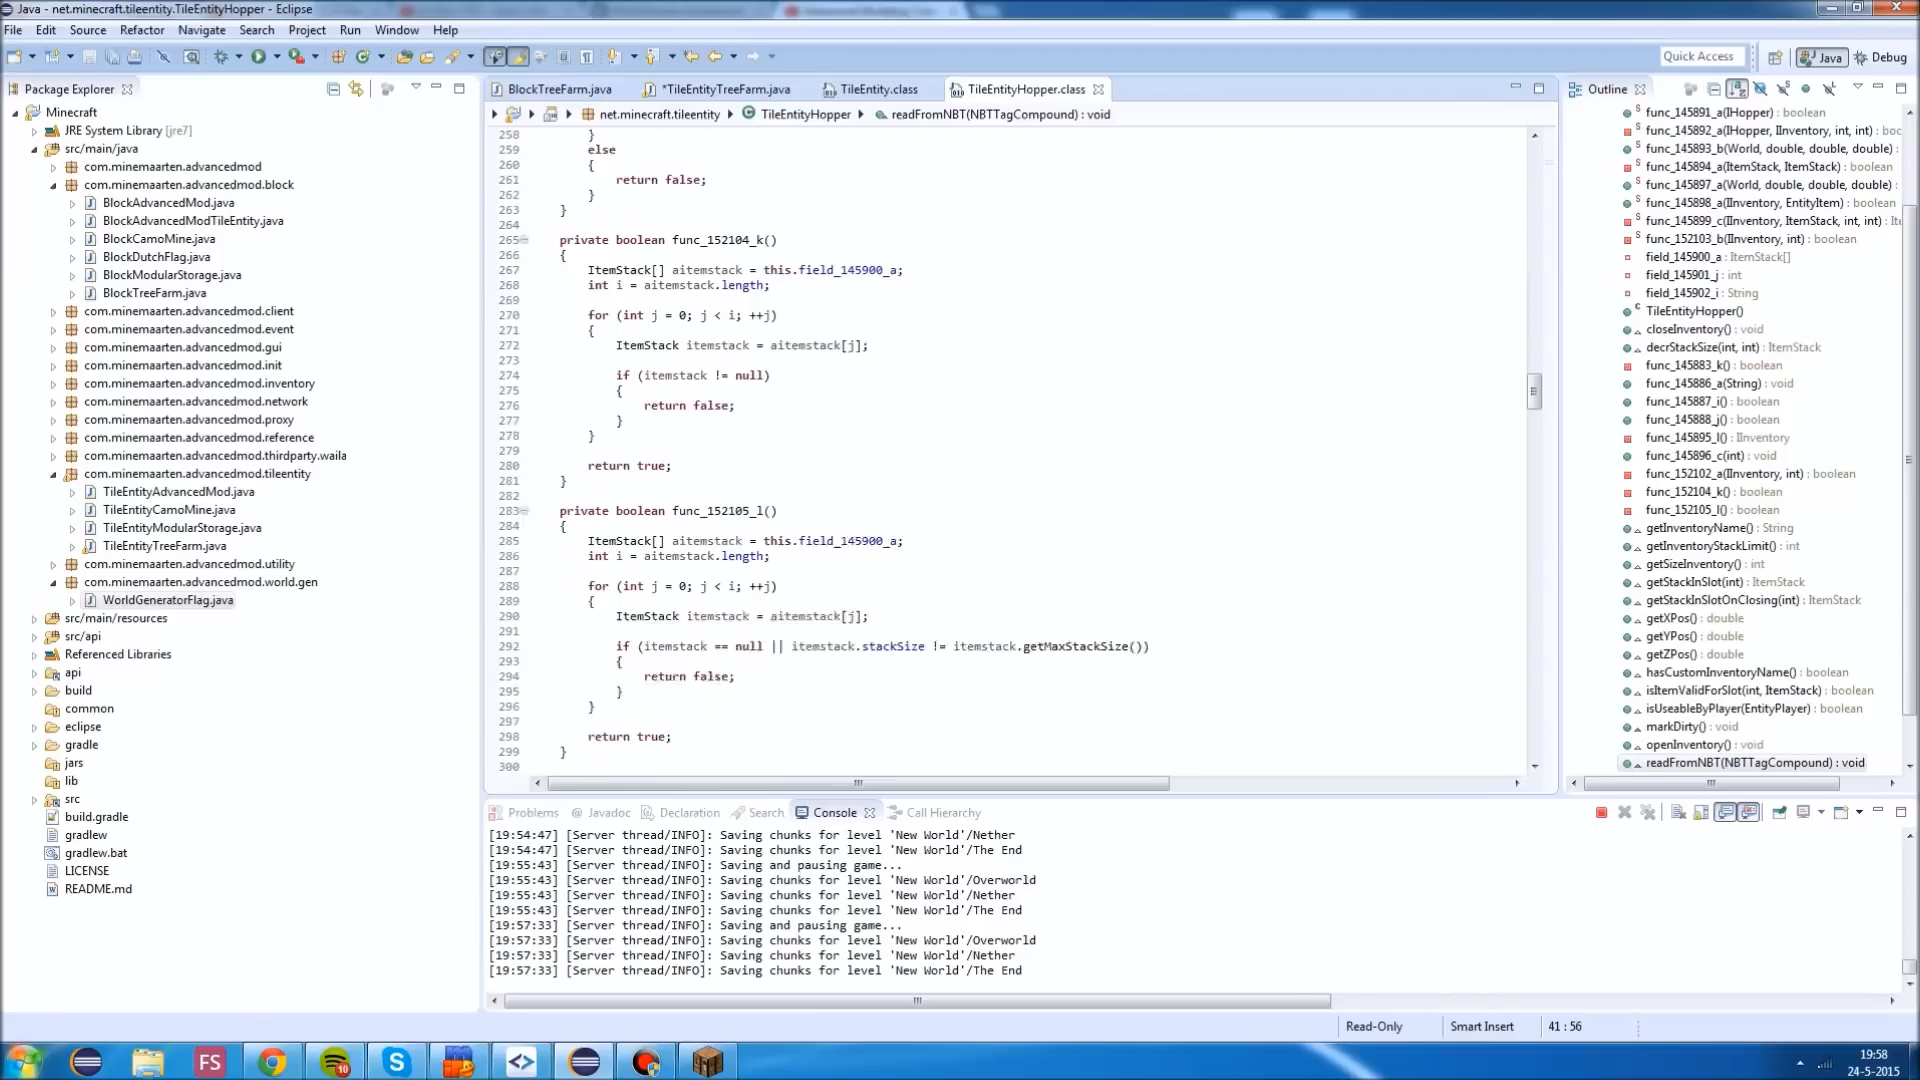 Java - net.minecraft.tileentity.TileEntityHopper - Eclipse
File Edit Source Refactor Navigate Search Project Run Window Help
Quick Access
Java
Debug
Package Explorer
BlockTreeFarm.java
*TileEntityTreeFarm.java
TileEntity.class
TileEntityHopper.class
Outline
net.minecraft.tileentity
TileEntityHopper
readFromNBT(NBTTagCompound) : void
Minecraft
JRE System Library [jre7]
src/main/java
com.minemaarten.advancedmod
com.minemaarten.advancedmod.block
BlockAdvancedMod.java
BlockAdvancedModTileEntity.java
BlockCamoMine.java
BlockDutchFlag.java
BlockModularStorage.java
BlockTreeFarm.java
com.minemaarten.advancedmod.client
com.minemaarten.advancedmod.event
com.minemaarten.advancedmod.gui
com.minemaarten.advancedmod.init
com.minemaarten.advancedmod.inventory
com.minemaarten.advancedmod.network
com.minemaarten.advancedmod.proxy
com.minemaarten.advancedmod.reference
com.minemaarten.advancedmod.thirdparty.waila
com.minemaarten.advancedmod.tileentity
TileEntityAdvancedMod.java
TileEntityCamoMine.java
TileEntityModularStorage.java
TileEntityTreeFarm.java
com.minemaarten.advancedmod.utility
com.minemaarten.advancedmod.world.gen
WorldGeneratorFlag.java
src/main/resources
src/api
Referenced Libraries
api
build
common
eclipse
gradle
jars
lib
src
build.gradle
gradlew
gradlew.bat
LICENSE
README.md
258 }
259 else
260 {
261 return false;
262 }
263 }
264
265 private boolean func_152104_k()
266 {
267 ItemStack[] aitemstack = this.field_145900_a;
268 int i = aitemstack.length;
269
270 for (int j = 0; j < i; ++j)
271 {
272 ItemStack itemstack = aitemstack[j];
273
274 if (itemstack != null)
275 {
276 return false;
277 }
278 }
279
280 return true;
281 }
282
283 private boolean func_152105_l()
284 {
285 ItemStack[] aitemstack = this.field_145900_a;
286 int i = aitemstack.length;
287
288 for (int j = 0; j < i; ++j)
289 {
290 ItemStack itemstack = aitemstack[j];
291
292 if (itemstack == null || itemstack.stackSize != itemstack.getMaxStackSize())
293 {
294 return false;
295 }
296 }
297
298 return true;
299 }
300
func_145891_a(IHopper) : boolean
func_145892_a(IHopper, IInventory, int, int) : boo
func_145893_b(World, double, double, double)
func_145894_a(ItemStack, ItemStack) : boolean
func_145897_a(World, double, double, double)
func_145898_a(IInventory, EntityItem) : boolean
func_145899_c(IInventory, ItemStack, int, int) : Ite
func_152103_b(IInventory, int) : boolean
field_145900_a : ItemStack[]
field_145901_j : int
field_145902_i : String
TileEntityHopper()
closeInventory() : void
decrStackSize(int, int) : ItemStack
func_145883_k() : boolean
func_145886_a(String) : void
func_145887_i() : boolean
func_145888_j() : boolean
func_145895_l() : IInventory
func_145896_c(int) : void
func_152102_a(IInventory, int) : boolean
func_152104_k() : boolean
func_152105_l() : boolean
getInventoryName() : String
getInventoryStackLimit() : int
getSizeInventory() : int
getStackInSlot(int) : ItemStack
getStackInSlotOnClosing(int) : ItemStack
getXPos() : double
getYPos() : double
getZPos() : double
hasCustomInventoryName() : boolean
isItemValidForSlot(int, ItemStack) : boolean
isUseableByPlayer(EntityPlayer) : boolean
markDirty() : void
openInventory() : void
readFromNBT(NBTTagCompound) : void
Problems @ Javadoc Declaration Search Console Call Hierarchy
[19:54:47] [Server thread/INFO]: Saving chunks for level 'New World'/Nether
[19:54:47] [Server thread/INFO]: Saving chunks for level 'New World'/The End
[19:55:43] [Server thread/INFO]: Saving and pausing game...
[19:55:43] [Server thread/INFO]: Saving chunks for level 'New World'/Overworld
[19:55:43] [Server thread/INFO]: Saving chunks for level 'New World'/Nether
[19:55:43] [Server thread/INFO]: Saving chunks for level 'New World'/The End
[19:57:33] [Server thread/INFO]: Saving and pausing game...
[19:57:33] [Server thread/INFO]: Saving chunks for level 'New World'/Overworld
[19:57:33] [Server thread/INFO]: Saving chunks for level 'New World'/Nether
[19:57:33] [Server thread/INFO]: Saving chunks for level 'New World'/The End
Read-Only
Smart Insert
41 : 56
FS
10
19:58
24-5-2015